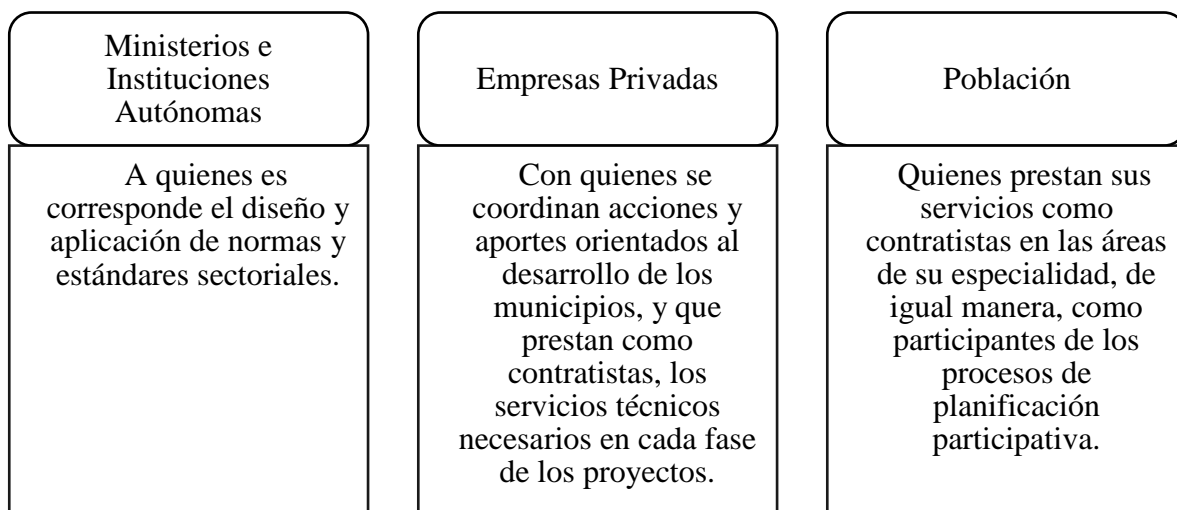 Ministerios e
Instituciones
Autónomas
A quienes es
corresponde el diseño y
aplicación de normas y
estándares sectoriales.
Empresas Privadas
Con quienes se
coordinan acciones y
aportes orientados al
desarrollo de los
municipios, y que
prestan como
contratistas, los
servicios técnicos
necesarios en cada fase
de los proyectos.
Población
Quienes prestan sus
servicios como
contratistas en las áreas
de su especialidad, de
igual manera, como
participantes de los
procesos de
planificación
participativa.